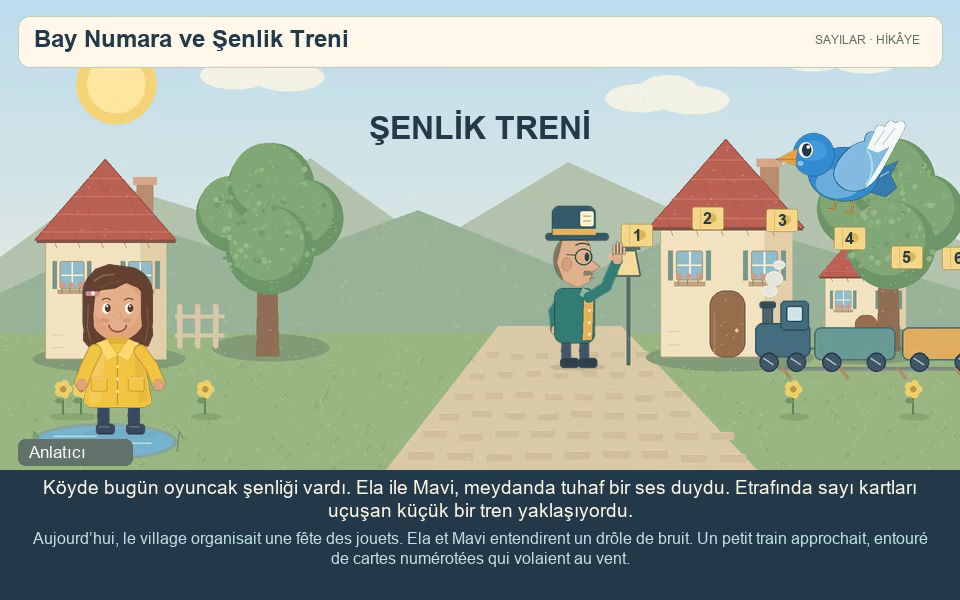 Bay Numara ve Şenlik Treni
SAYILAR · HİKÂYE
ŞENLİK TRENİ
1
2
3
4
5
6
Anlatıcı
Köyde bugün oyuncak şenliği vardı. Ela ile Mavi, meydanda tuhaf bir ses duydu. Etrafında sayı kartları
uçuşan küçük bir tren yaklaşıyordu.
Aujourd’hui, le village organisait une fête des jouets. Ela et Mavi entendirent un drôle de bruit. Un petit train approchait, entouré
de cartes numérotées qui volaient au vent.